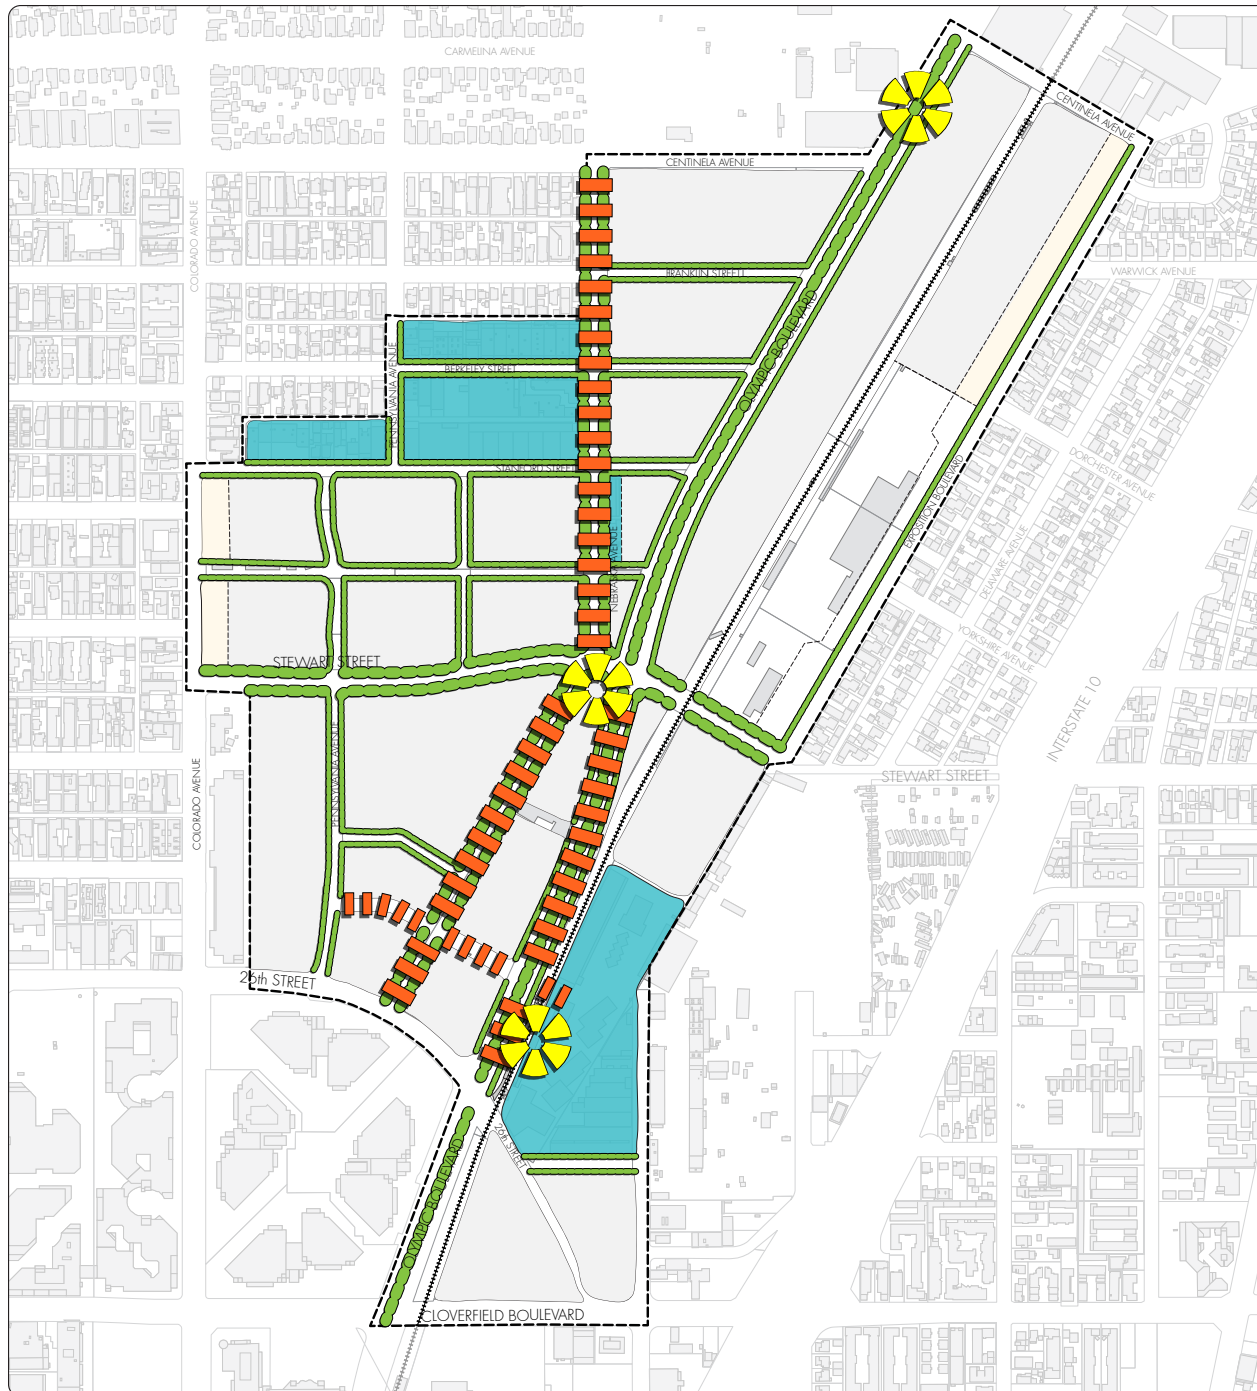 CARMELINA AVENUE
CENTINELA AVENUE
CENTINELA AVENUE
COLORADO AVENUE
WARWICK AVENUE
FRANKLIN STREET
OLYMPIC BOULEVARD
PENNSYLVANIA AVENUE
BERKELEY STREET
STANFORD STREET
DORCHESTER AVENUE
EXPOSITION BOULEVARD
NEBRASKA AVENUE
DELAWARE
YORKSHIRE AVENUE
STEWART STREET
INTERSTATE 10
PENNSYLVANIA AVENUE
COLORADO AVENUE
STEWART STREET
26th STREET
26th STREET
OLYMPIC BOULEVARD
CLOVERFIELD BOULEVARD